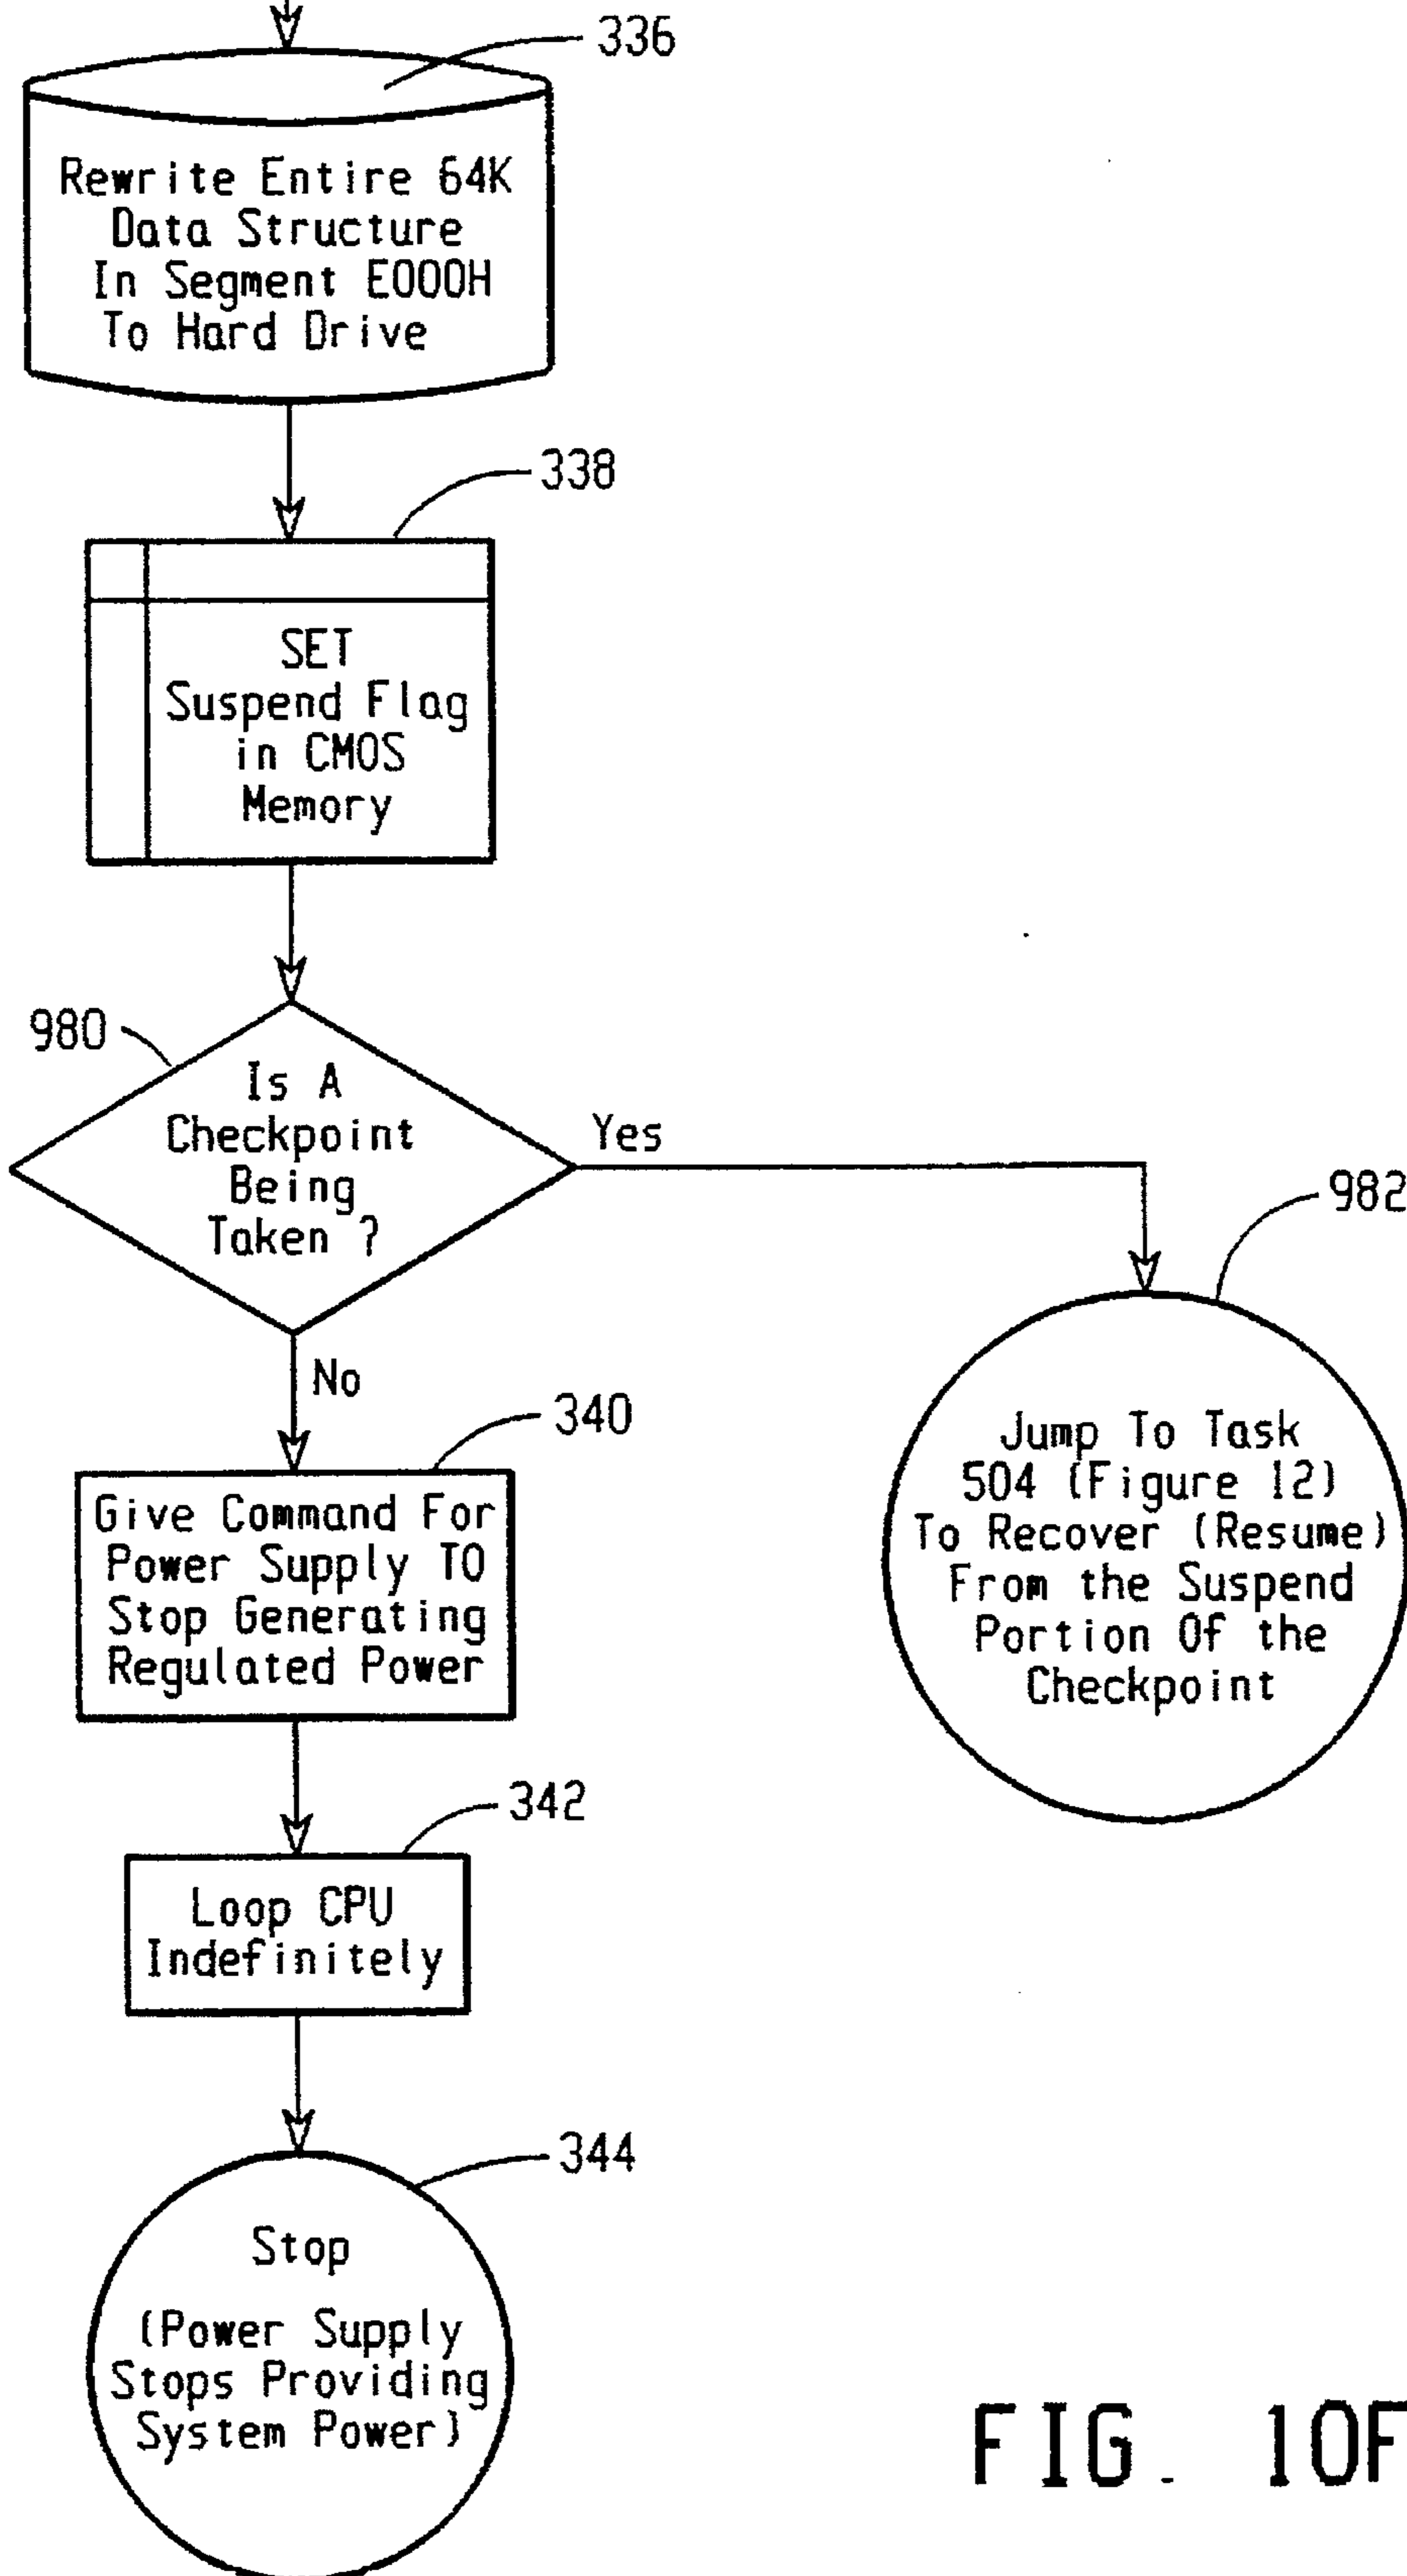 336
Rewrite Entire 64K
Data Structure
In Segment E000H
To Hard Drive
338
SET
Suspend Flag
in CMOS
Memory
980
Is A
Checkpoint
Being
Taken ?
Yes
982
No
340
Give Command For
Power Supply TO
Stop Generating
Regulated Power
Jump To Task
504 (Figure 12)
To Recover (Resume)
From the Suspend
Portion Of the
Checkpoint
342
Loop CPU
Indefinitely
344
Stop
(Power Supply
Stops Providing
System Power)
FIG. 10F